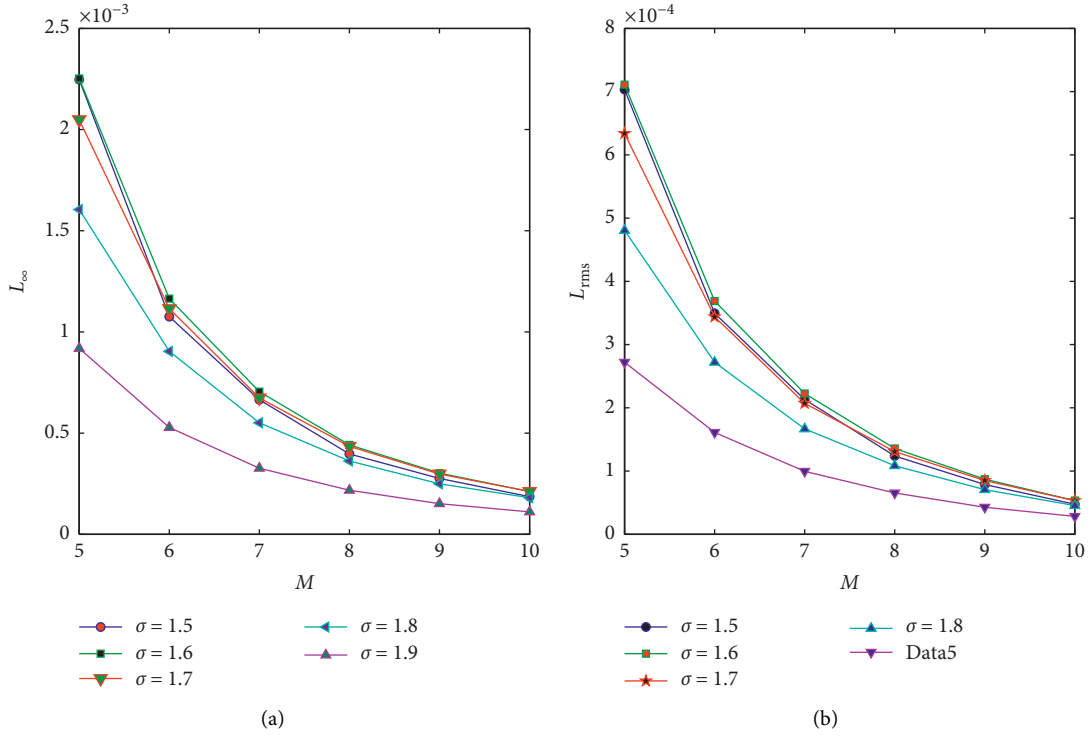 ×10−3
2.5
2
1.5
1
0.5
0
L∞
5 6 7 8 9 10
M
σ = 1.5
σ = 1.6
σ = 1.7
σ = 1.8
σ = 1.9
(a)
×10−4
8
7
6
5
4
3
2
1
0
Lrms
5 6 7 8 9 10
M
σ = 1.5
σ = 1.6
σ = 1.7
σ = 1.8
Data5
(b)